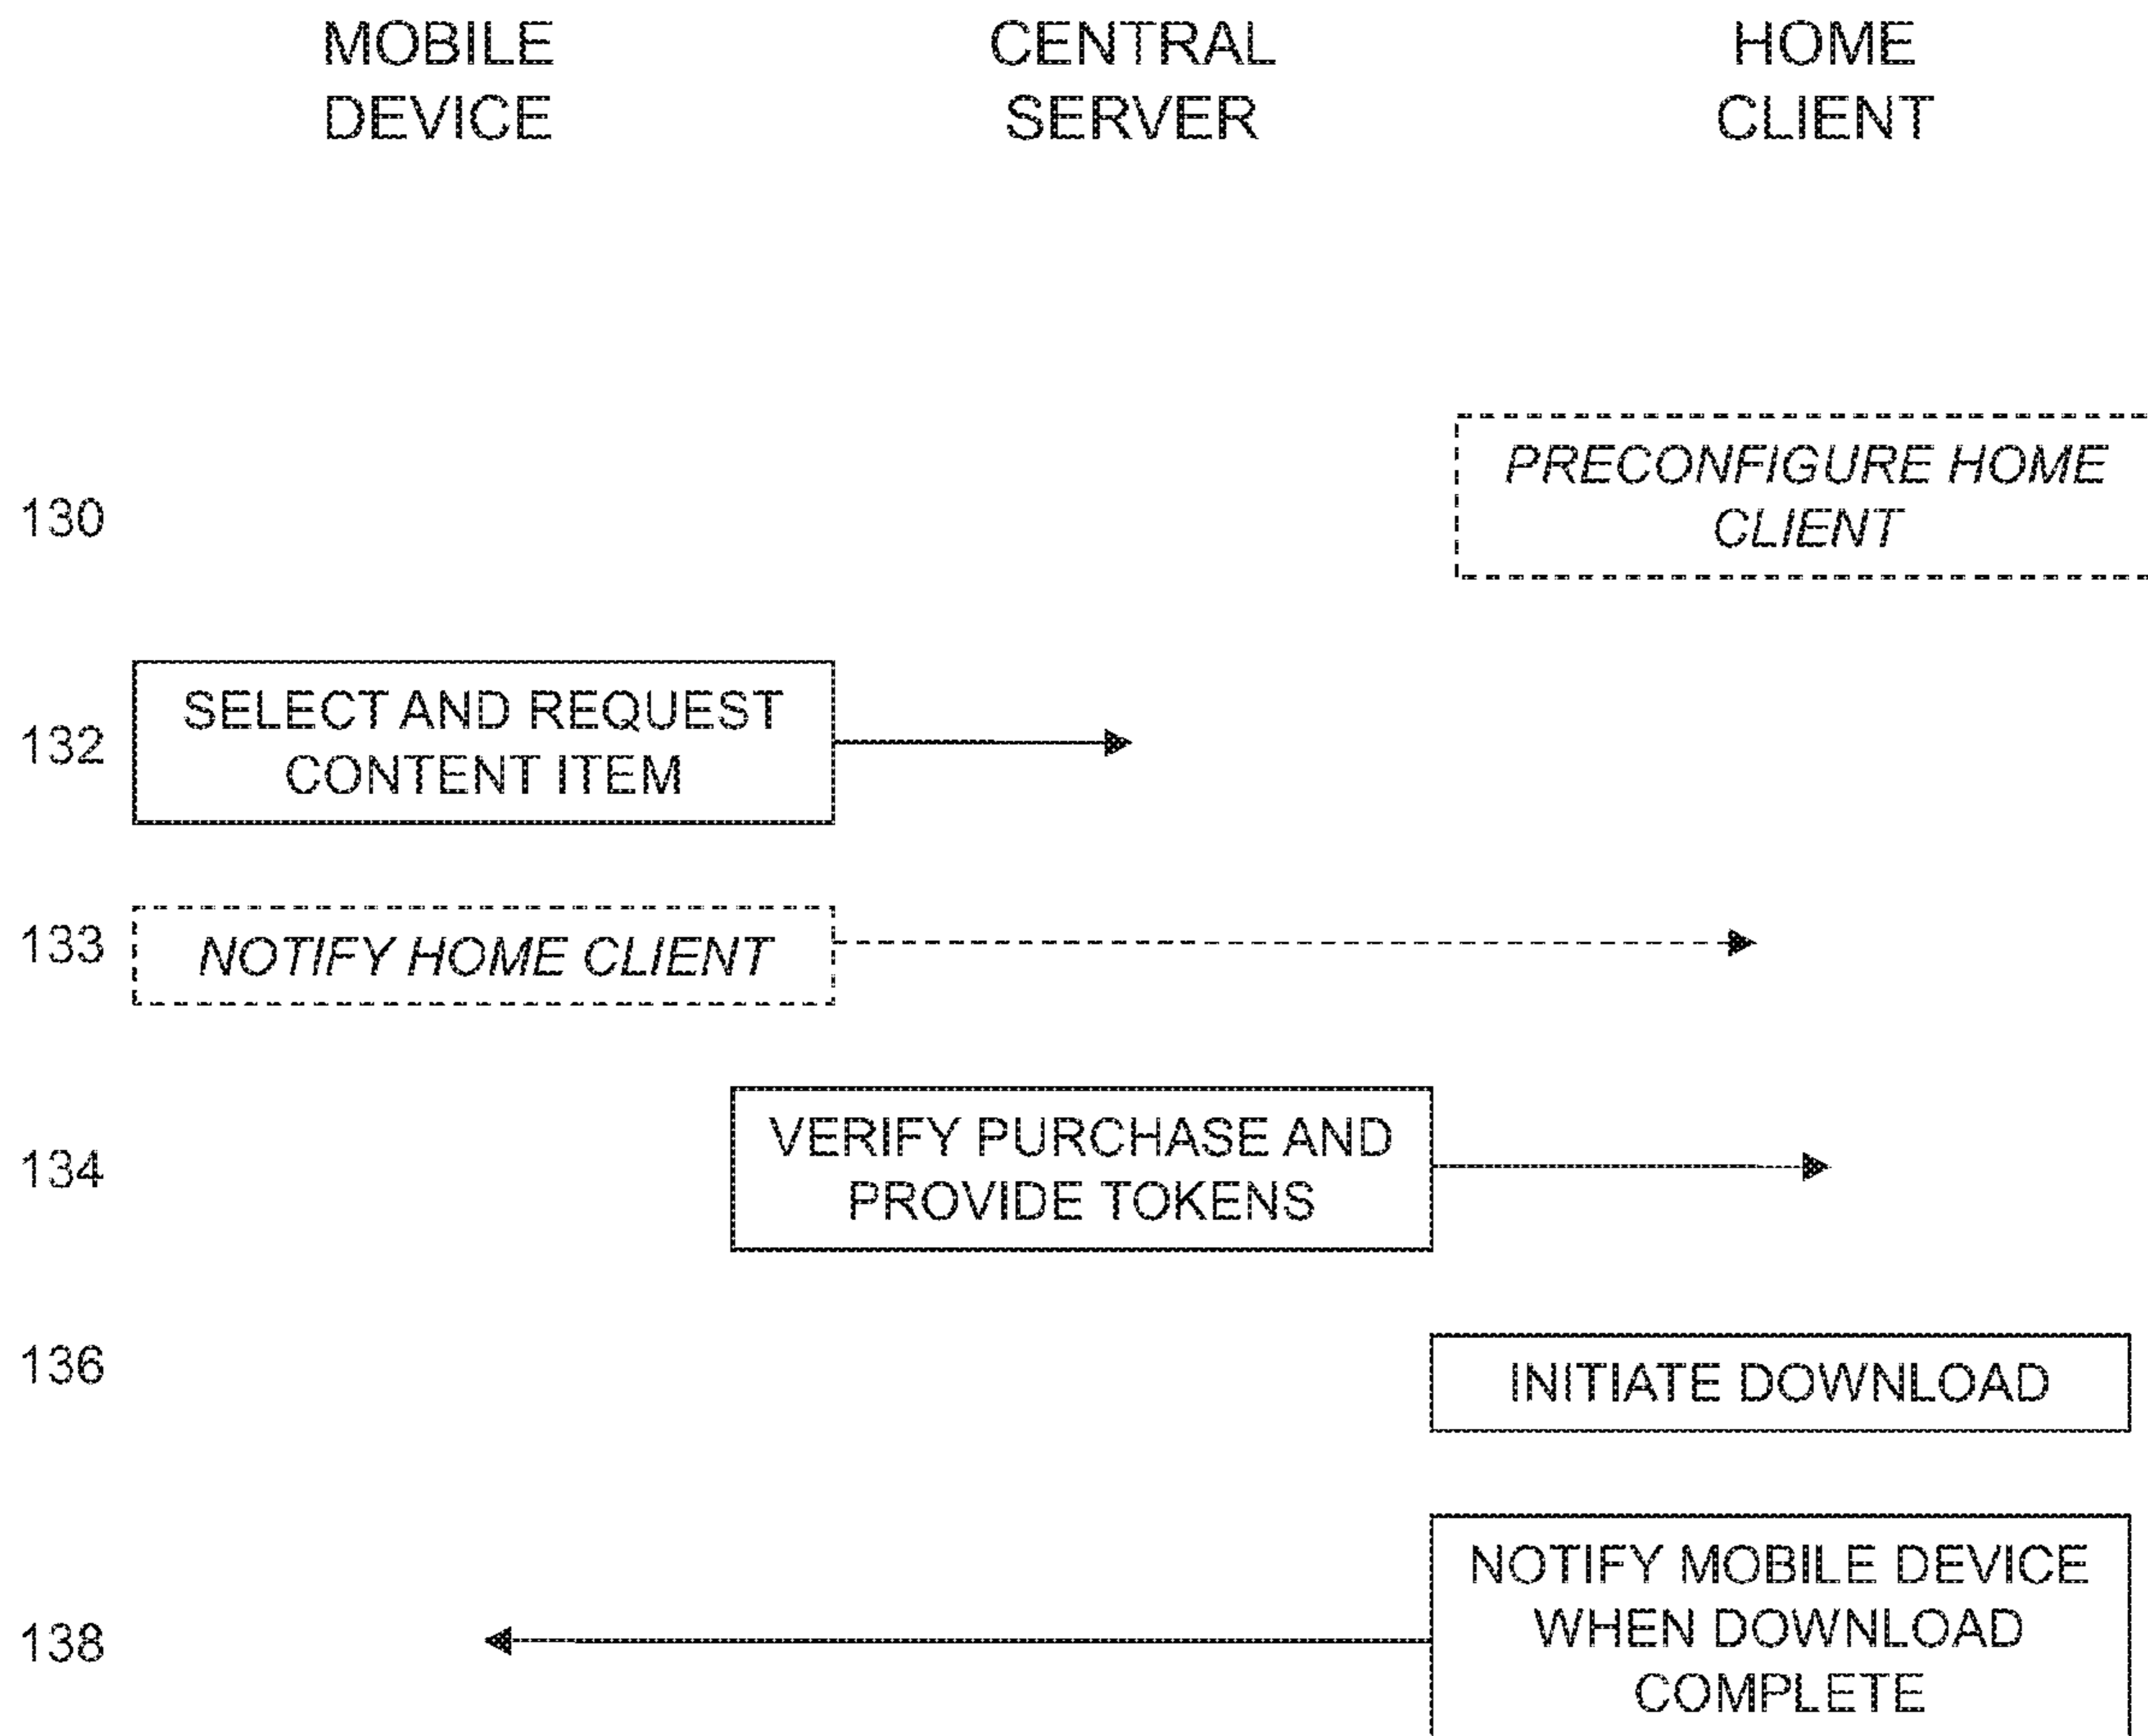 MOBILE
DEVICE
CENTRAL
SERVER
HOME
CLIENT
130
PRECONFIGURE HOME
CLIENT
132
SELECT AND REQUEST
CONTENT ITEM
133
NOTIFY HOME CLIENT
134
VERIFY PURCHASE AND
PROVIDE TOKENS
136
INITIATE DOWNLOAD
138
NOTIFY MOBILE DEVICE
WHEN DOWNLOAD
COMPLETE